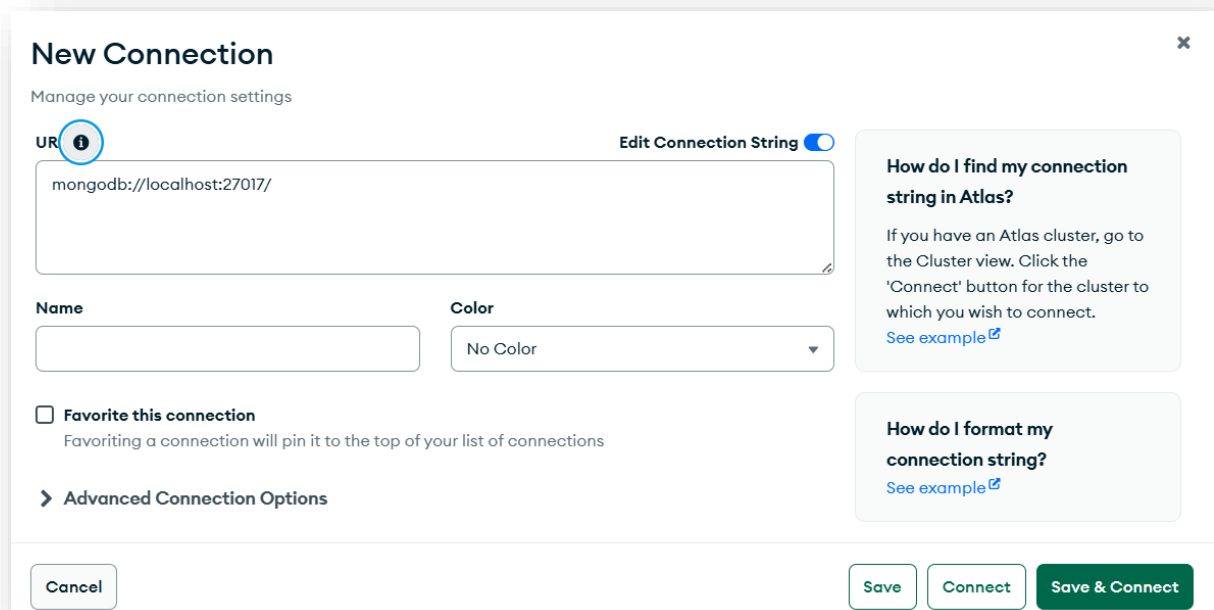 New Connection
Manage your connection settings
UR
Edit Connection String
mongodb://localhost:27017/
Name
Color
No Color
Favorite this connection
Favoriting a connection will pin it to the top of your list of connections
Advanced Connection Options
How do I find my connection
string in Atlas?
If you have an Atlas cluster, go to
the Cluster view. Click the
'Connect' button for the cluster to
which you wish to connect.
See example
How do I format my
connection string?
See example
Cancel
Save
Connect
Save & Connect